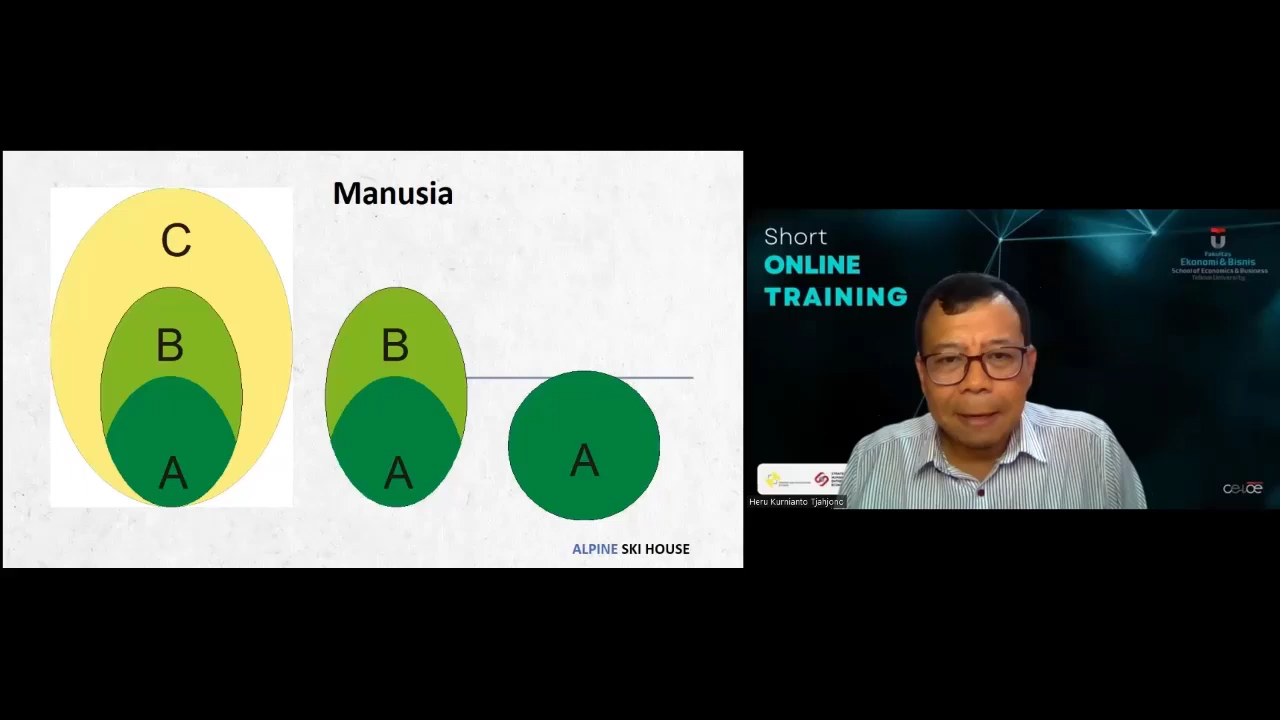 Manusia
C
B
A
B
A
A
ALPINE SKI HOUSE
Short
ONLINE
TRAINING
Fakultas
Ekonomi & Bisnis
School of Economics & Business
Telkom University
Heru Kurnianto Tjahjono